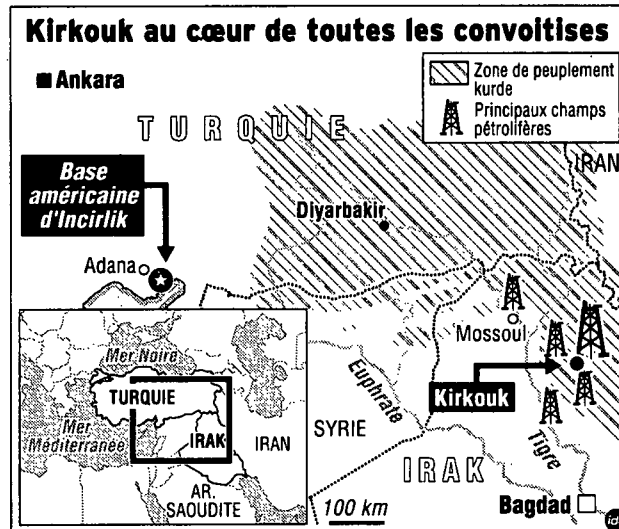 Kirkouk au cœur de toutes les convoitises
Ankara
Zone de peuplement
kurde
Principaux champs
pétrolifères
TURQUIE
IRAN
Base
américaine
d'Incirlik
Diyarbakir
Adana
Mossoul
Kirkouk
Euphrate
Tigre
SYRIE
IRAK
Bagdad
100 km
Mer Noire
TURQUIE
Mer
Méditerranée
IRAK
IRAN
AR.
SAOUDITE
idé